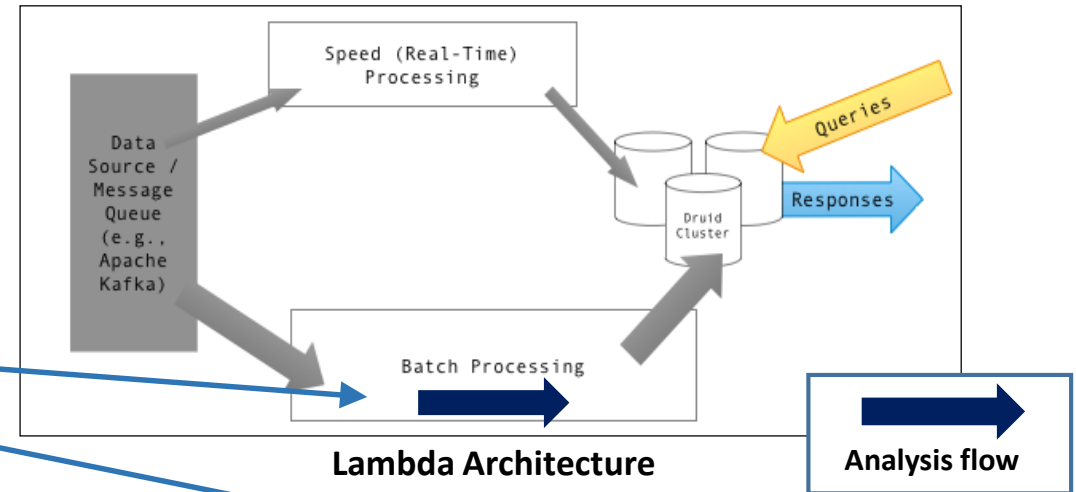 Speed (Real-Time)
Processing
Data
Source /
Message
Queue
(e.g.,
Apache
Kafka)
Queries
Responses
Druid
Cluster
Batch Processing
Lambda Architecture
Analysis flow